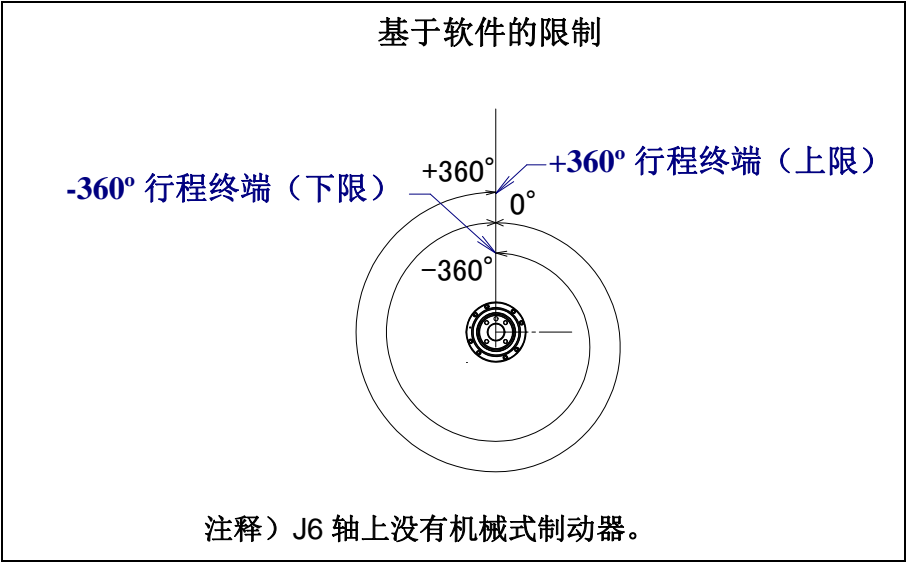 基于软件的限制
+360° +360º 行程终端（上限）
-360º 行程终端（下限）
0°
−360°
注释）J6 轴上没有机械式制动器。